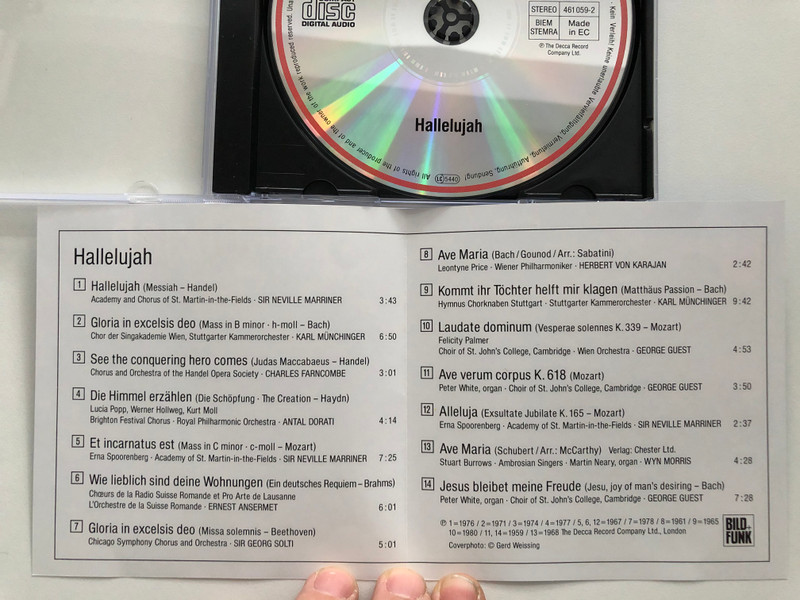 disc
DIGITAL AUDIO
STEREO 461 059-2
BIEM
STEMRA
Made
in EC
℗ The Decca Record
Company Ltd.
Hallelujah
All rights of the producer and of the owner of the work reproduced reserved.
Kein Verleih! Keine unerlaubte Vervielfältigung, Vermietung, Aufführung, Sendung!
Hallelujah
1 Hallelujah (Messiah – Handel)
Academy and Chorus of St. Martin-in-the-Fields · SIR NEVILLE MARRINER 3:43
2 Gloria in excelsis deo (Mass in B minor · h-moll – Bach)
Chor der Singakademie Wien, Stuttgarter Kammerorchester · KARL MÜNCHINGER 6:50
3 See the conquering hero comes (Judas Maccabaeus – Handel)
Chorus and Orchestra of the Handel Opera Society · CHARLES FARNCOMBE 3:01
4 Die Himmel erzählen (Die Schöpfung · The Creation – Haydn)
Lucia Popp, Werner Hollweg, Kurt Moll
Brighton Festival Chorus · Royal Philharmonic Orchestra · ANTAL DORATI 4:14
5 Et incarnatus est (Mass in C minor · c-moll – Mozart)
Erna Spoorenberg · Academy of St. Martin-in-the-Fields · SIR NEVILLE MARRINER 7:25
6 Wie lieblich sind deine Wohnungen (Ein deutsches Requiem – Brahms)
Chœurs de la Radio Suisse Romande et Pro Arte de Lausanne
L'Orchestre de la Suisse Romande · ERNEST ANSERMET 6:01
7 Gloria in excelsis deo (Missa solemnis – Beethoven)
Chicago Symphony Chorus and Orchestra · SIR GEORG SOLTI 5:01
8 Ave Maria (Bach / Gounod / Arr.: Sabatini)
Leontyne Price · Wiener Philharmoniker · HERBERT VON KARAJAN 2:42
9 Kommt ihr Töchter helft mir klagen (Matthäus Passion – Bach)
Hymnus Chorknaben Stuttgart · Stuttgarter Kammerorchester · KARL MÜNCHINGER 9:42
10 Laudate dominum (Vesperae solennes K. 339 – Mozart)
Felicity Palmer
Choir of St. John's College, Cambridge · Wien Orchestra · GEORGE GUEST 4:53
11 Ave verum corpus K. 618 (Mozart)
Peter White, organ · Choir of St. John's College, Cambridge · GEORGE GUEST 3:50
12 Alleluja (Exsultate Jubilate K. 165 – Mozart)
Erna Spoorenberg · Academy of St. Martin-in-the-Fields · SIR NEVILLE MARRINER 2:37
13 Ave Maria (Schubert / Arr.: McCarthy) Verlag: Chester Ltd.
Stuart Burrows · Ambrosian Singers · Martin Neary, organ · WYN MORRIS 4:28
14 Jesus bleibet meine Freude (Jesu, joy of man's desiring – Bach)
Peter White, organ · Choir of St. John's College, Cambridge · GEORGE GUEST 7:28
℗ 1=1976 / 2=1971 / 3=1974 / 4=1977 / 5, 6, 12=1967 / 7=1978 / 8=1961 / 9=1965
10=1980 / 11, 14=1959 / 13=1968 The Decca Record Company Ltd., London
Coverphoto: © Gerd Weissing
BILD
FUNK